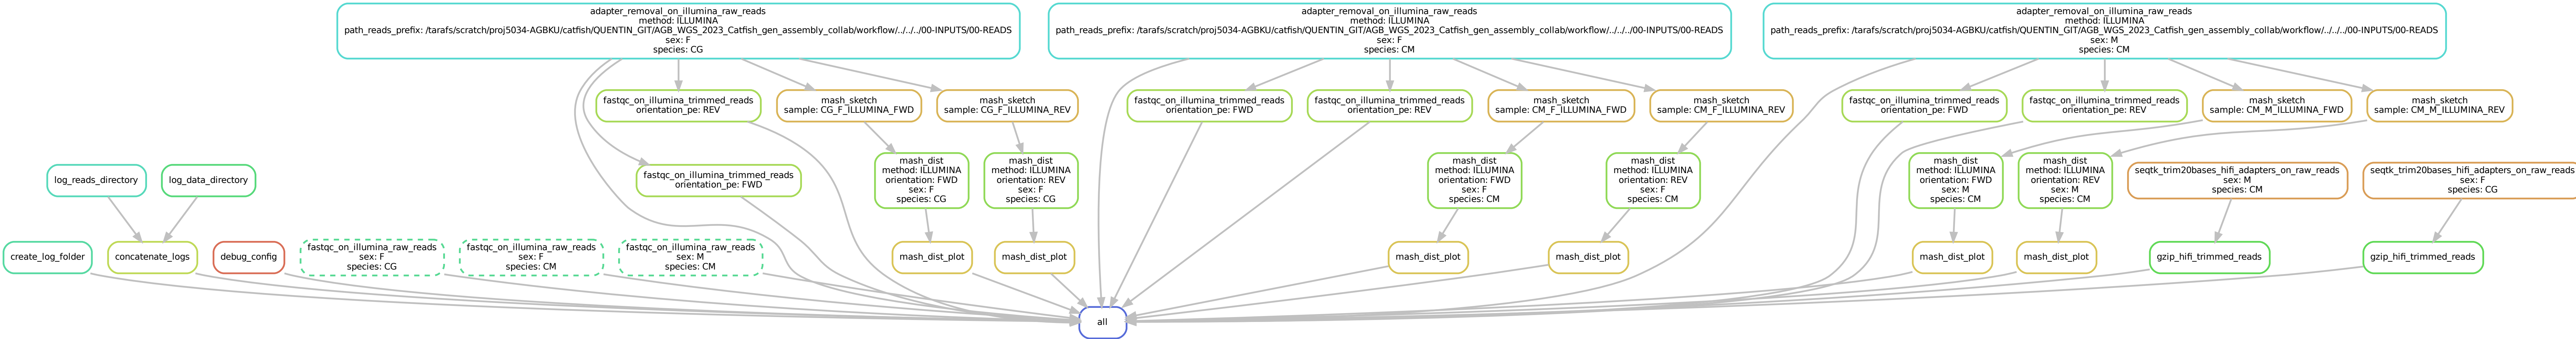 adapter_removal_on_illumina_raw_reads
method: ILLUMINA
path_reads_prefix: /tarafs/scratch/proj5034-AGBKU/catfish/QUENTIN_GIT/AGB_WGS_2023_Catfish_gen_assembly_collab/workflow/../../../00-INPUTS/00-READS
sex: F
species: CG
adapter_removal_on_illumina_raw_reads
method: ILLUMINA
path_reads_prefix: /tarafs/scratch/proj5034-AGBKU/catfish/QUENTIN_GIT/AGB_WGS_2023_Catfish_gen_assembly_collab/workflow/../../../00-INPUTS/00-READS
sex: F
species: CM
adapter_removal_on_illumina_raw_reads
method: ILLUMINA
path_reads_prefix: /tarafs/scratch/proj5034-AGBKU/catfish/QUENTIN_GIT/AGB_WGS_2023_Catfish_gen_assembly_collab/workflow/../../../00-INPUTS/00-READS
sex: M
species: CM
fastqc_on_illumina_trimmed_reads
orientation_pe: REV
mash_sketch
sample: CG_F_ILLUMINA_FWD
mash_sketch
sample: CG_F_ILLUMINA_REV
fastqc_on_illumina_trimmed_reads
orientation_pe: FWD
fastqc_on_illumina_trimmed_reads
orientation_pe: REV
mash_sketch
sample: CM_F_ILLUMINA_FWD
mash_sketch
sample: CM_F_ILLUMINA_REV
fastqc_on_illumina_trimmed_reads
orientation_pe: FWD
fastqc_on_illumina_trimmed_reads
orientation_pe: REV
mash_sketch
sample: CM_M_ILLUMINA_FWD
mash_sketch
sample: CM_M_ILLUMINA_REV
log_reads_directory
log_data_directory
fastqc_on_illumina_trimmed_reads
orientation_pe: FWD
mash_dist
method: ILLUMINA
orientation: FWD
sex: F
species: CG
mash_dist
method: ILLUMINA
orientation: REV
sex: F
species: CG
mash_dist
method: ILLUMINA
orientation: FWD
sex: F
species: CM
mash_dist
method: ILLUMINA
orientation: REV
sex: F
species: CM
mash_dist
method: ILLUMINA
orientation: FWD
sex: M
species: CM
mash_dist
method: ILLUMINA
orientation: REV
sex: M
species: CM
seqtk_trim20bases_hifi_adapters_on_raw_reads
sex: M
species: CM
seqtk_trim20bases_hifi_adapters_on_raw_reads
sex: F
species: CG
create_log_folder
concatenate_logs
debug_config
fastqc_on_illumina_raw_reads
sex: F
species: CG
fastqc_on_illumina_raw_reads
sex: F
species: CM
fastqc_on_illumina_raw_reads
sex: M
species: CM
mash_dist_plot
mash_dist_plot
mash_dist_plot
mash_dist_plot
mash_dist_plot
mash_dist_plot
gzip_hifi_trimmed_reads
gzip_hifi_trimmed_reads
all